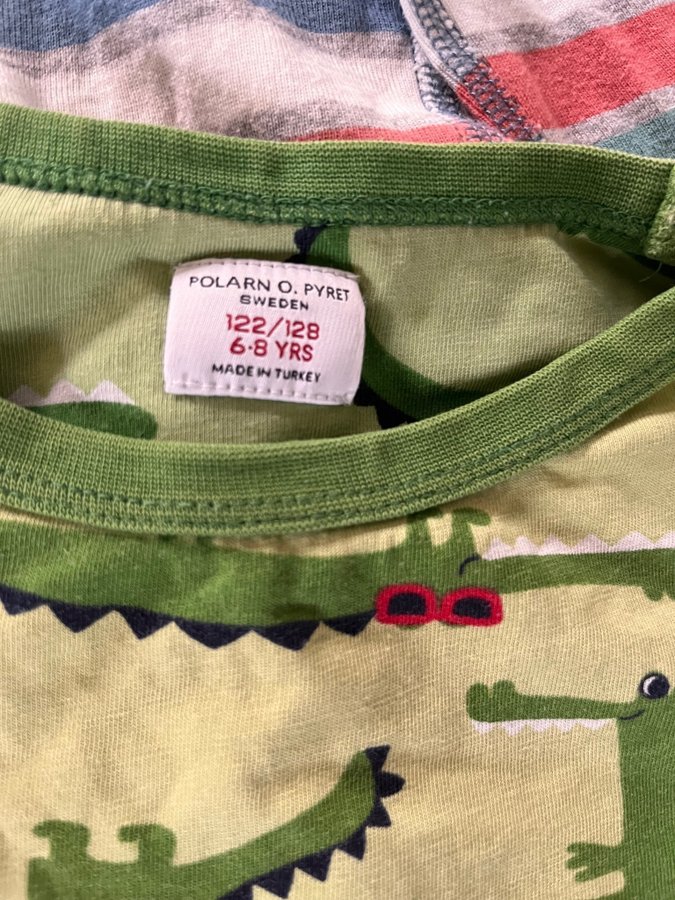 POLARN O. PYRET
SWEDEN
122/128
6-8 YRS
MADE IN TURKEY